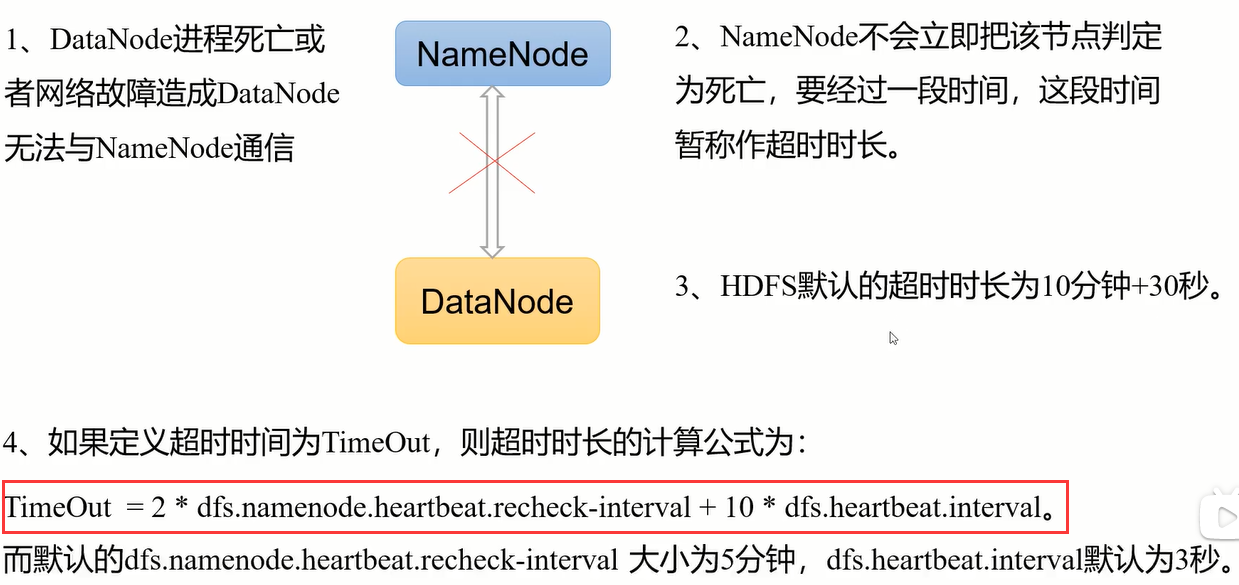 1、DataNode进程死亡或
者网络故障造成DataNode
无法与NameNode通信
NameNode
DataNode
2、NameNode不会立即把该节点判定
为死亡，要经过一段时间，这段时间
暂称作超时时长。
3、HDFS默认的超时时长为10分钟+30秒。
4、如果定义超时时间为TimeOut，则超时时长的计算公式为：
TimeOut = 2 * dfs.namenode.heartbeat.recheck-interval + 10 * dfs.heartbeat.interval。
而默认的dfs.namenode.heartbeat.recheck-interval 大小为5分钟，dfs.heartbeat.interval默认为3秒。